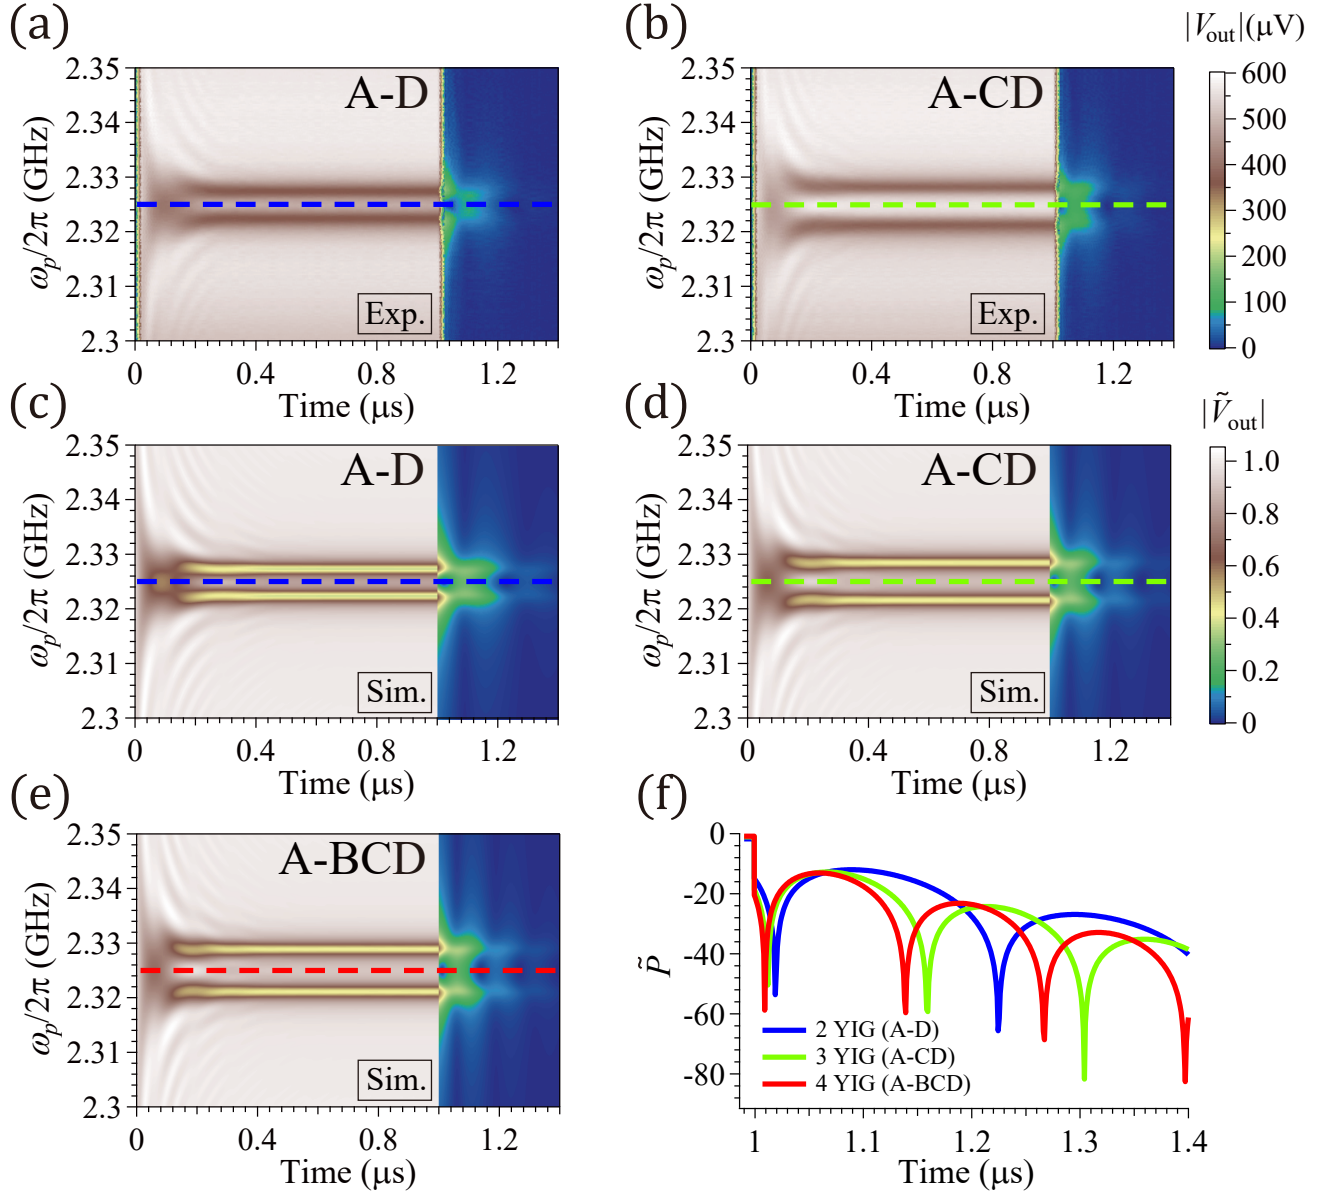 (a)
2.35
2.34
2.33
2.32
2.31
2.3
ωp/2π (GHz)
A-D
Exp.
0 0.4 0.8 1.2
Time (μs)
(b)
2.35
2.34
2.33
2.32
2.31
2.3
ωp/2π (GHz)
A-CD
Exp.
0 0.4 0.8 1.2
Time (μs)
|Vout|(μV)
600
500
400
300
200
100
0
(c)
2.35
2.34
2.33
2.32
2.31
2.3
ωp/2π (GHz)
A-D
Sim.
0 0.4 0.8 1.2
Time (μs)
(d)
2.35
2.34
2.33
2.32
2.31
2.3
ωp/2π (GHz)
A-CD
Sim.
0 0.4 0.8 1.2
Time (μs)
|Ṽout|
1.0
0.8
0.6
0.4
0.2
0
(e)
2.35
2.34
2.33
2.32
2.31
2.3
ωp/2π (GHz)
A-BCD
Sim.
0 0.4 0.8 1.2
Time (μs)
(f)
0
-20
-40
-60
-80
P̃
2 YIG (A-D)
3 YIG (A-CD)
4 YIG (A-BCD)
1 1.1 1.2 1.3 1.4
Time (μs)